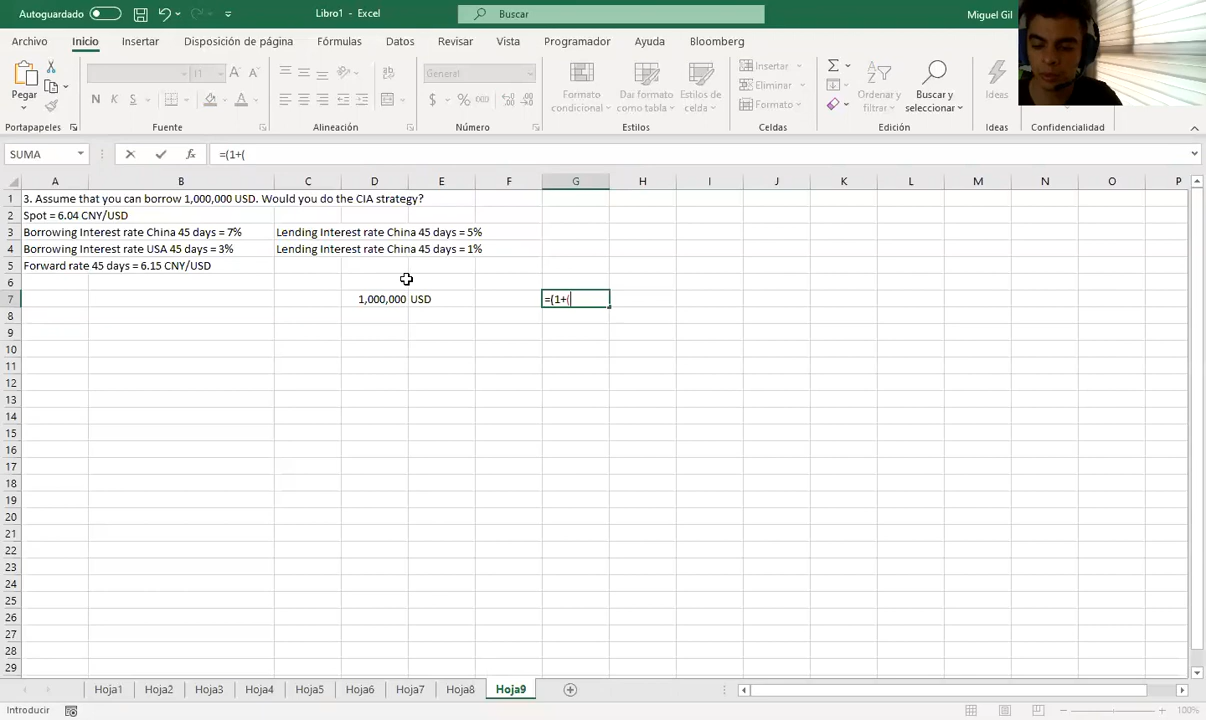 Autoguardado
Libro1 - Excel
Buscar
Miguel Gil
Archivo Inicio Insertar Disposición de página Fórmulas Datos Revisar Vista Programador Ayuda Bloomberg
Pegar
N K S
General
$ % 000
Formato condicional
Dar formato como tabla
Estilos de celda
Insertar
Eliminar
Formato
Ordenar y filtrar
Buscar y seleccionar
Ideas
Portapapeles Fuente Alineación Número Estilos Celdas Edición Ideas Confidencialidad
SUMA =(1+(
A B C D E F G H I J K L M N O P
1 3. Assume that you can borrow 1,000,000 USD. Would you do the CIA strategy?
2 Spot = 6.04 CNY/USD
3 Borrowing Interest rate China 45 days = 7% Lending Interest rate China 45 days = 5%
4 Borrowing Interest rate USA 45 days = 3% Lending Interest rate China 45 days = 1%
5 Forward rate 45 days = 6.15 CNY/USD
6
7 1,000,000 USD =(1+(
8
9
10
11
12
13
14
15
16
17
18
19
20
21
22
23
24
25
26
27
28
29
Hoja1 Hoja2 Hoja3 Hoja4 Hoja5 Hoja6 Hoja7 Hoja8 Hoja9
Introducir
100%